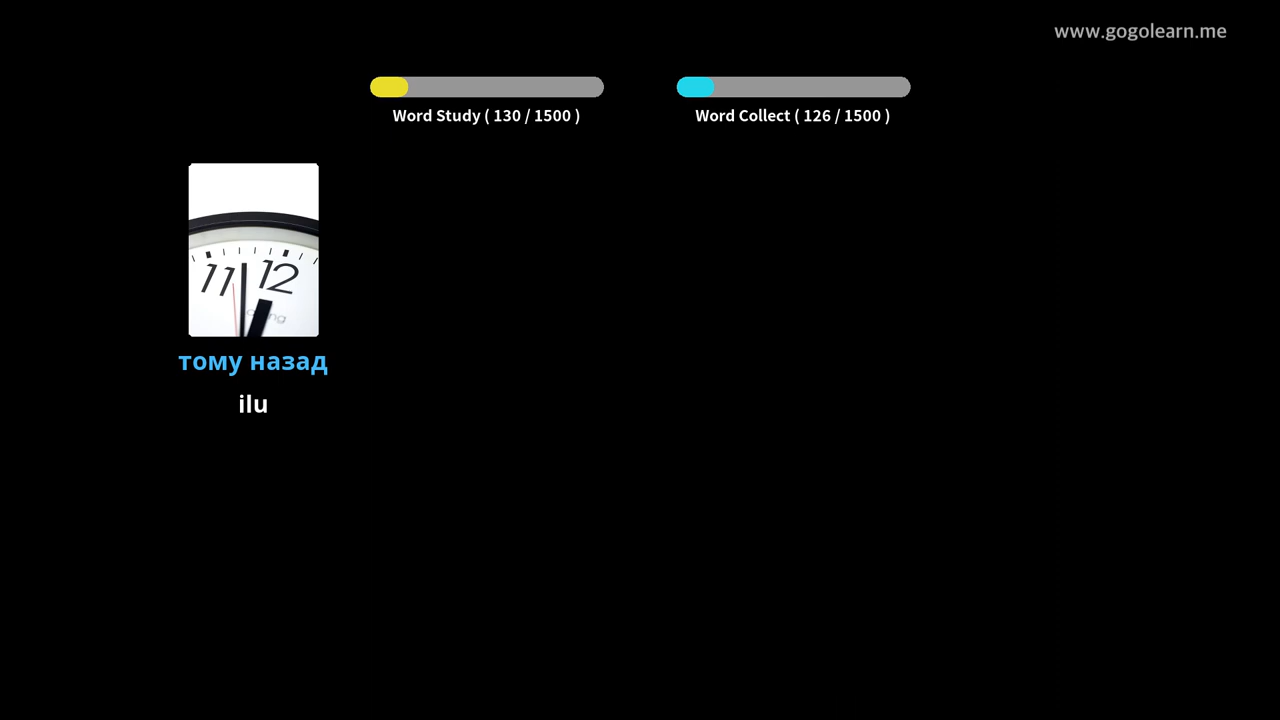 www.gogolearn.me
Word Study ( 130 / 1500 )
Word Collect ( 126 / 1500 )
11 12
тому назад
ilu